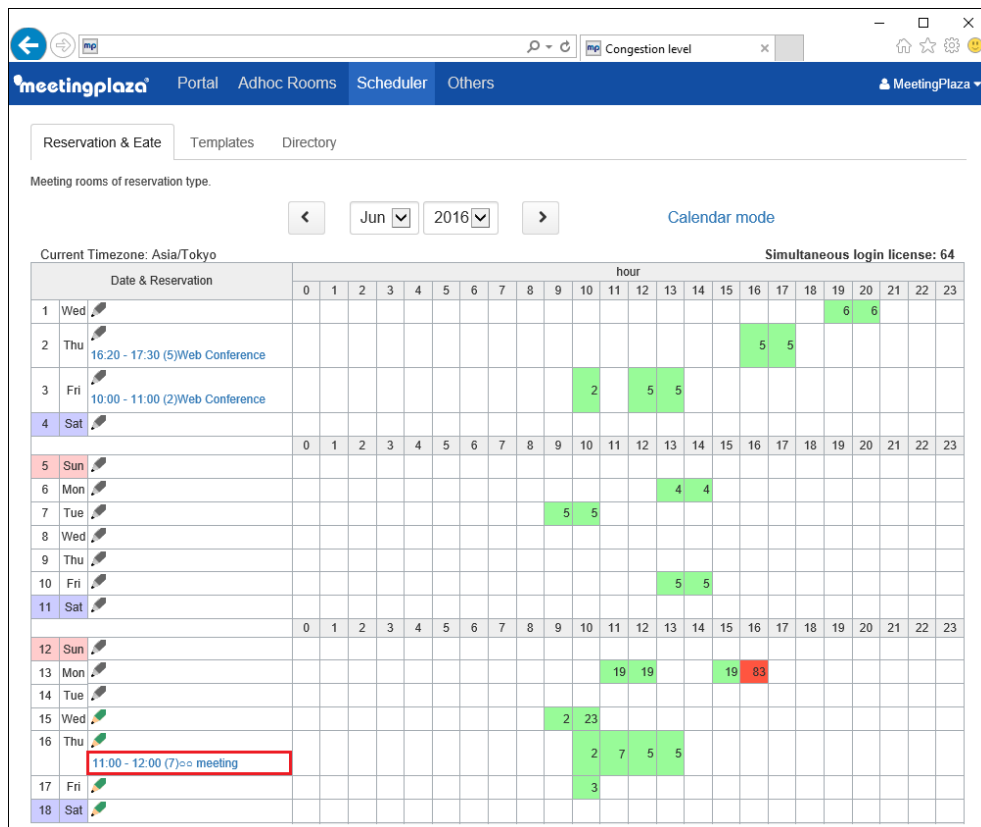 mp
mp Congestion level
meetingplaza Portal Adhoc Rooms Scheduler Others MeetingPlaza
Reservation & Eate Templates Directory
Meeting rooms of reservation type.
Jun 2016 Calendar mode
Current Timezone: Asia/Tokyo Simultaneous login license: 64
Date & Reservation hour
0 1 2 3 4 5 6 7 8 9 10 11 12 13 14 15 16 17 18 19 20 21 22 23
1 Wed 6 6
2 Thu 5 5
16:20 - 17:30 (5)Web Conference
3 Fri 2 5 5
10:00 - 11:00 (2)Web Conference
4 Sat
0 1 2 3 4 5 6 7 8 9 10 11 12 13 14 15 16 17 18 19 20 21 22 23
5 Sun
6 Mon 4 4
7 Tue 5 5
8 Wed
9 Thu
10 Fri 5 5
11 Sat
0 1 2 3 4 5 6 7 8 9 10 11 12 13 14 15 16 17 18 19 20 21 22 23
12 Sun
13 Mon 19 19 19 83
14 Tue
15 Wed 2 23
16 Thu 2 7 5 5
11:00 - 12:00 (7)○○ meeting
17 Fri 3
18 Sat